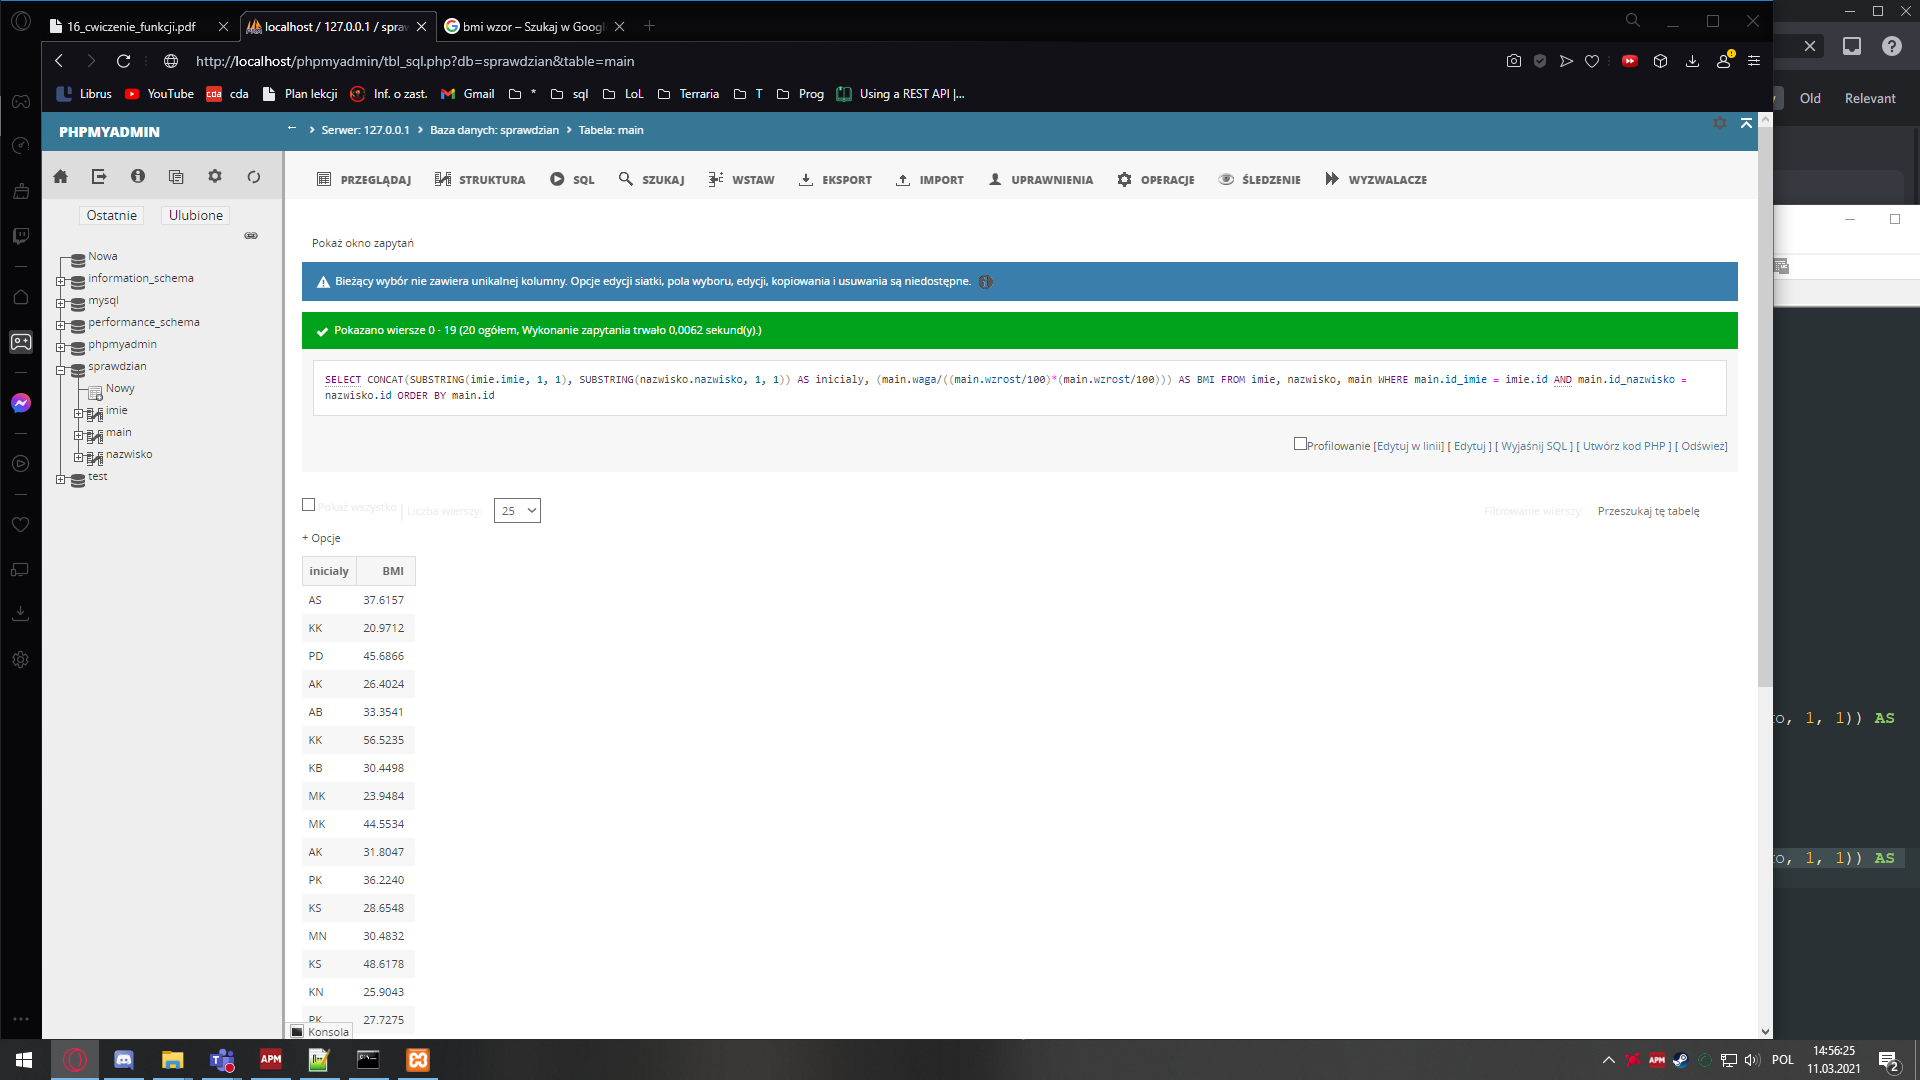 16_cwiczenie_funkcji.pdf
localhost / 127.0.0.1 / spraw
bmi wzor – Szukaj w Googl
http://localhost/phpmyadmin/tbl_sql.php?db=sprawdzian&table=main
Librus YouTube cda Plan lekcji Inf. o zast. Gmail * sql LoL Terraria T Prog Using a REST API |...
Old Relevant
PHPMYADMIN
Serwer: 127.0.0.1 Baza danych: sprawdzian Tabela: main
PRZEGLĄDAJ STRUKTURA SQL SZUKAJ WSTAW EKSPORT IMPORT UPRAWNIENIA OPERACJE ŚLEDZENIE WYZWALACZE
Ostatnie Ulubione
Nowa
information_schema
mysql
performance_schema
phpmyadmin
sprawdzian
Nowy
imie
main
nazwisko
test
Pokaż okno zapytań
Bieżący wybór nie zawiera unikalnej kolumny. Opcje edycji siatki, pola wyboru, edycji, kopiowania i usuwania są niedostępne.
Pokazano wiersze 0 - 19 (20 ogółem, Wykonanie zapytania trwało 0,0062 sekund(y).)
SELECT CONCAT(SUBSTRING(imie.imie, 1, 1), SUBSTRING(nazwisko.nazwisko, 1, 1)) AS inicialy, (main.waga/((main.wzrost/100)*(main.wzrost/100))) AS BMI FROM imie, nazwisko, main WHERE main.id_imie = imie.id AND main.id_nazwisko =
nazwisko.id ORDER BY main.id
Profilowanie [Edytuj w linii] [ Edytuj ] [ Wyjaśnij SQL ] [ Utwórz kod PHP ] [ Odśwież]
Pokaż wszystko | Liczba wierszy: 25 Filtrowanie wierszy: Przeszukaj tę tabelę
+ Opcje
inicialy BMI
AS 37.6157
KK 20.9712
PD 45.6866
AK 26.4024
AB 33.3541
KK 56.5235
KB 30.4498
MK 23.9484
MK 44.5534
AK 31.8047
PK 36.2240
KS 28.6548
MN 30.4832
KS 48.6178
KN 25.9043
PK 27.7275
Konsola
o, 1, 1)) AS
o, 1, 1)) AS
APM
APM
POL
14:56:25
11.03.2021
2